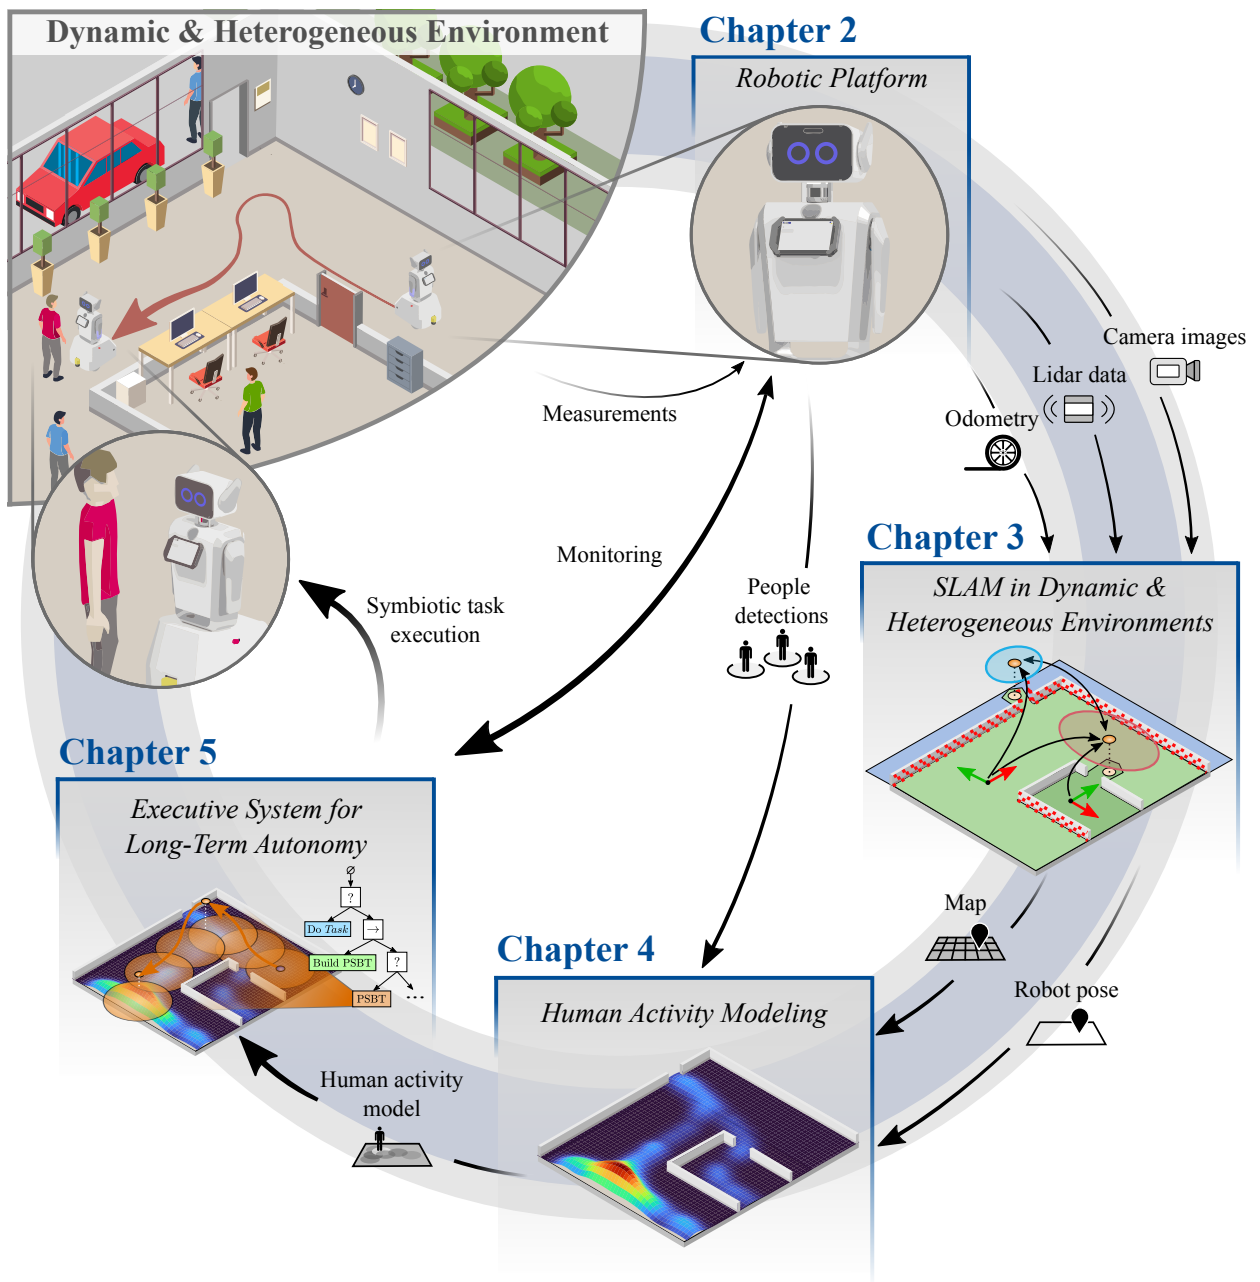 Dynamic & Heterogeneous Environment
Chapter 2
Robotic Platform
Camera images
Lidar data
Odometry
Measurements
Monitoring
People
detections
Symbiotic task
execution
Chapter 3
SLAM in Dynamic &
Heterogeneous Environments
Chapter 5
Executive System for
Long-Term Autonomy
∅
?
Do Task
→
Build PSBT
?
PSBT
...
Map
Robot pose
Chapter 4
Human Activity Modeling
Human activity
model